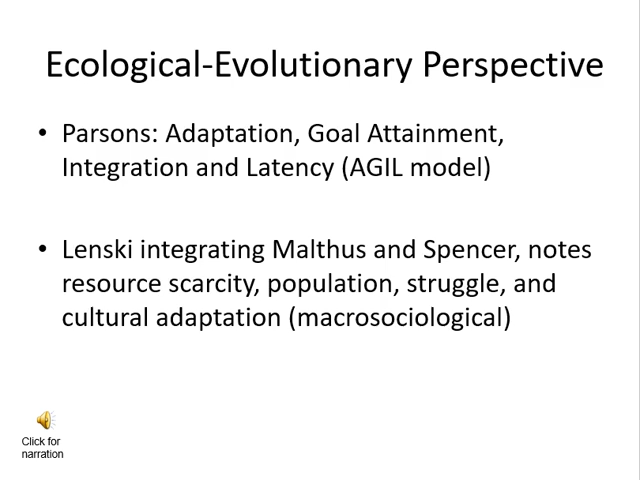 Ecological-Evolutionary Perspective
• Parsons: Adaptation, Goal Attainment,
Integration and Latency (AGIL model)
• Lenski integrating Malthus and Spencer, notes
resource scarcity, population, struggle, and
cultural adaptation (macrosociological)
Click for
narration